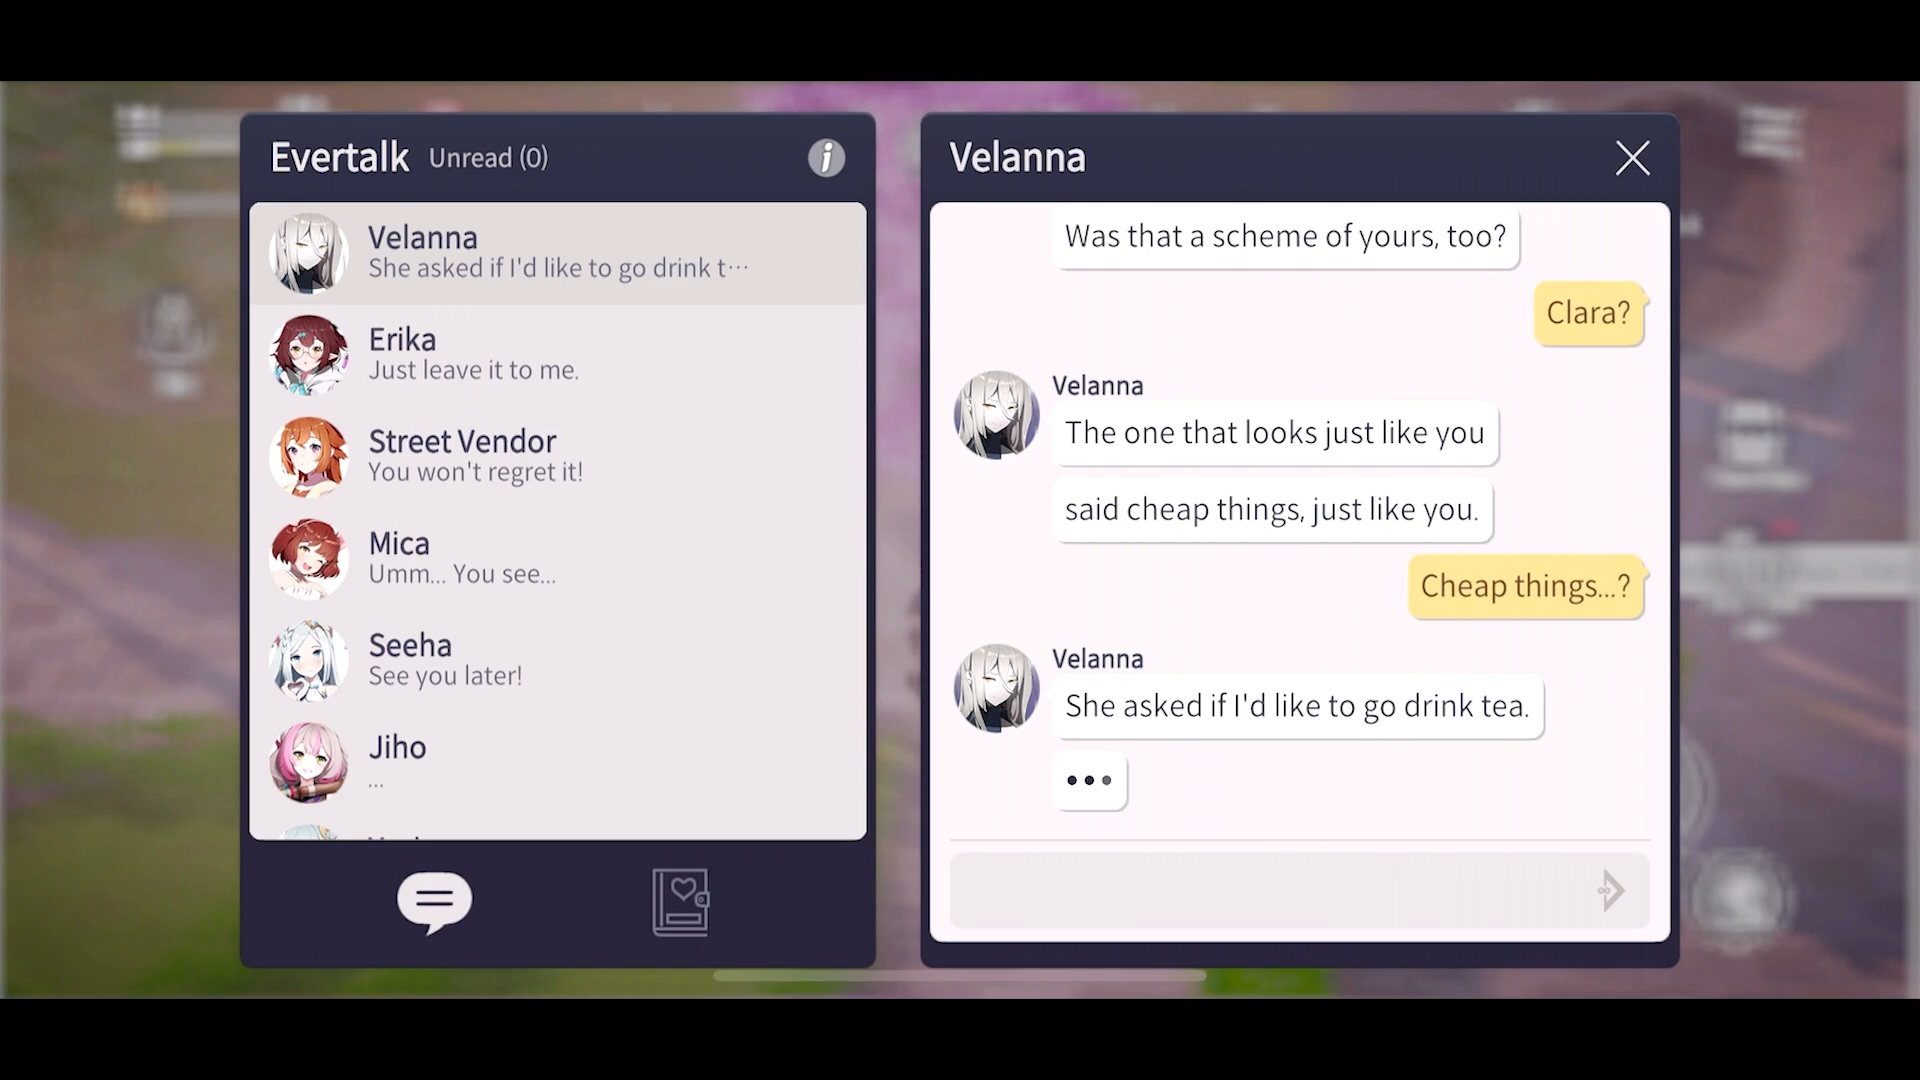 Evertalk Unread (0)
Velanna
She asked if I'd like to go drink t…
Erika
Just leave it to me.
Street Vendor
You won't regret it!
Mica
Umm... You see...
Seeha
See you later!
Jiho
...
Velanna
Was that a scheme of yours, too?
Clara?
Velanna
The one that looks just like you
said cheap things, just like you.
Cheap things...?
Velanna
She asked if I'd like to go drink tea.